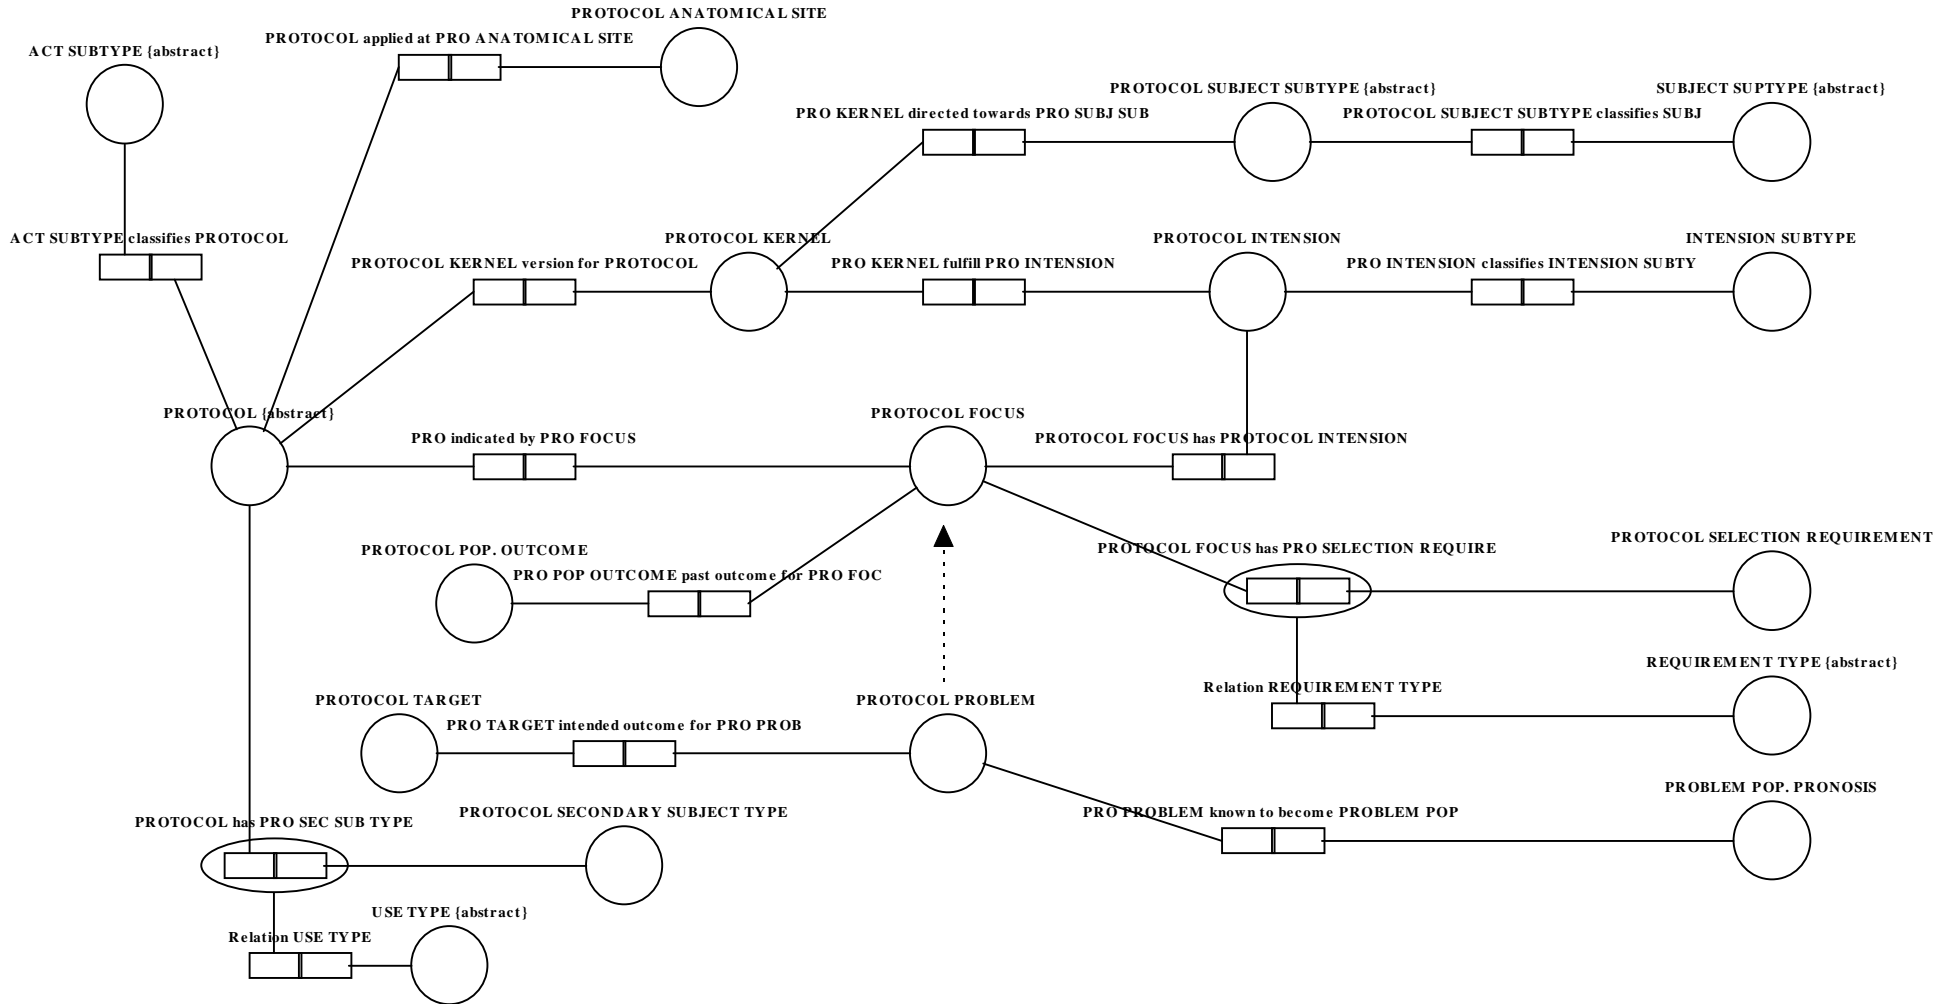 PROTOCOL ANATOMICAL SITE
PROTOCOL applied at PRO ANATOMICAL SITE
ACT SUBTYPE {abstract}
PROTOCOL SUBJECT SUBTYPE {abstract}
SUBJECT SUPTYPE {abstract}
PRO KERNEL directed towards PRO SUBJ SUB
PROTOCOL SUBJECT SUBTYPE classifies SUBJ
ACT SUBTYPE classifies PROTOCOL
PROTOCOL KERNEL
PROTOCOL INTENSION
INTENSION SUBTYPE
PROTOCOL KERNEL version for PROTOCOL
PRO KERNEL fulfill PRO INTENSION
PRO INTENSION classifies INTENSION SUBTY
PROTOCOL {abstract}
PROTOCOL FOCUS
PRO indicated by PRO FOCUS
PROTOCOL FOCUS has PROTOCOL INTENSION
PROTOCOL SELECTION REQUIREMENT
PROTOCOL POP. OUTCOME
PROTOCOL FOCUS has PRO SELECTION REQUIRE
PRO POP OUTCOME past outcome for PRO FOC
REQUIREMENT TYPE {abstract}
Relation REQUIREMENT TYPE
PROTOCOL TARGET
PROTOCOL PROBLEM
PRO TARGET intended outcome for PRO PROB
PROBLEM POP. PRONOSIS
PROTOCOL SECONDARY SUBJECT TYPE
PRO PROBLEM known to become PROBLEM POP
PROTOCOL has PRO SEC SUB TYPE
USE TYPE {abstract}
Relation USE TYPE